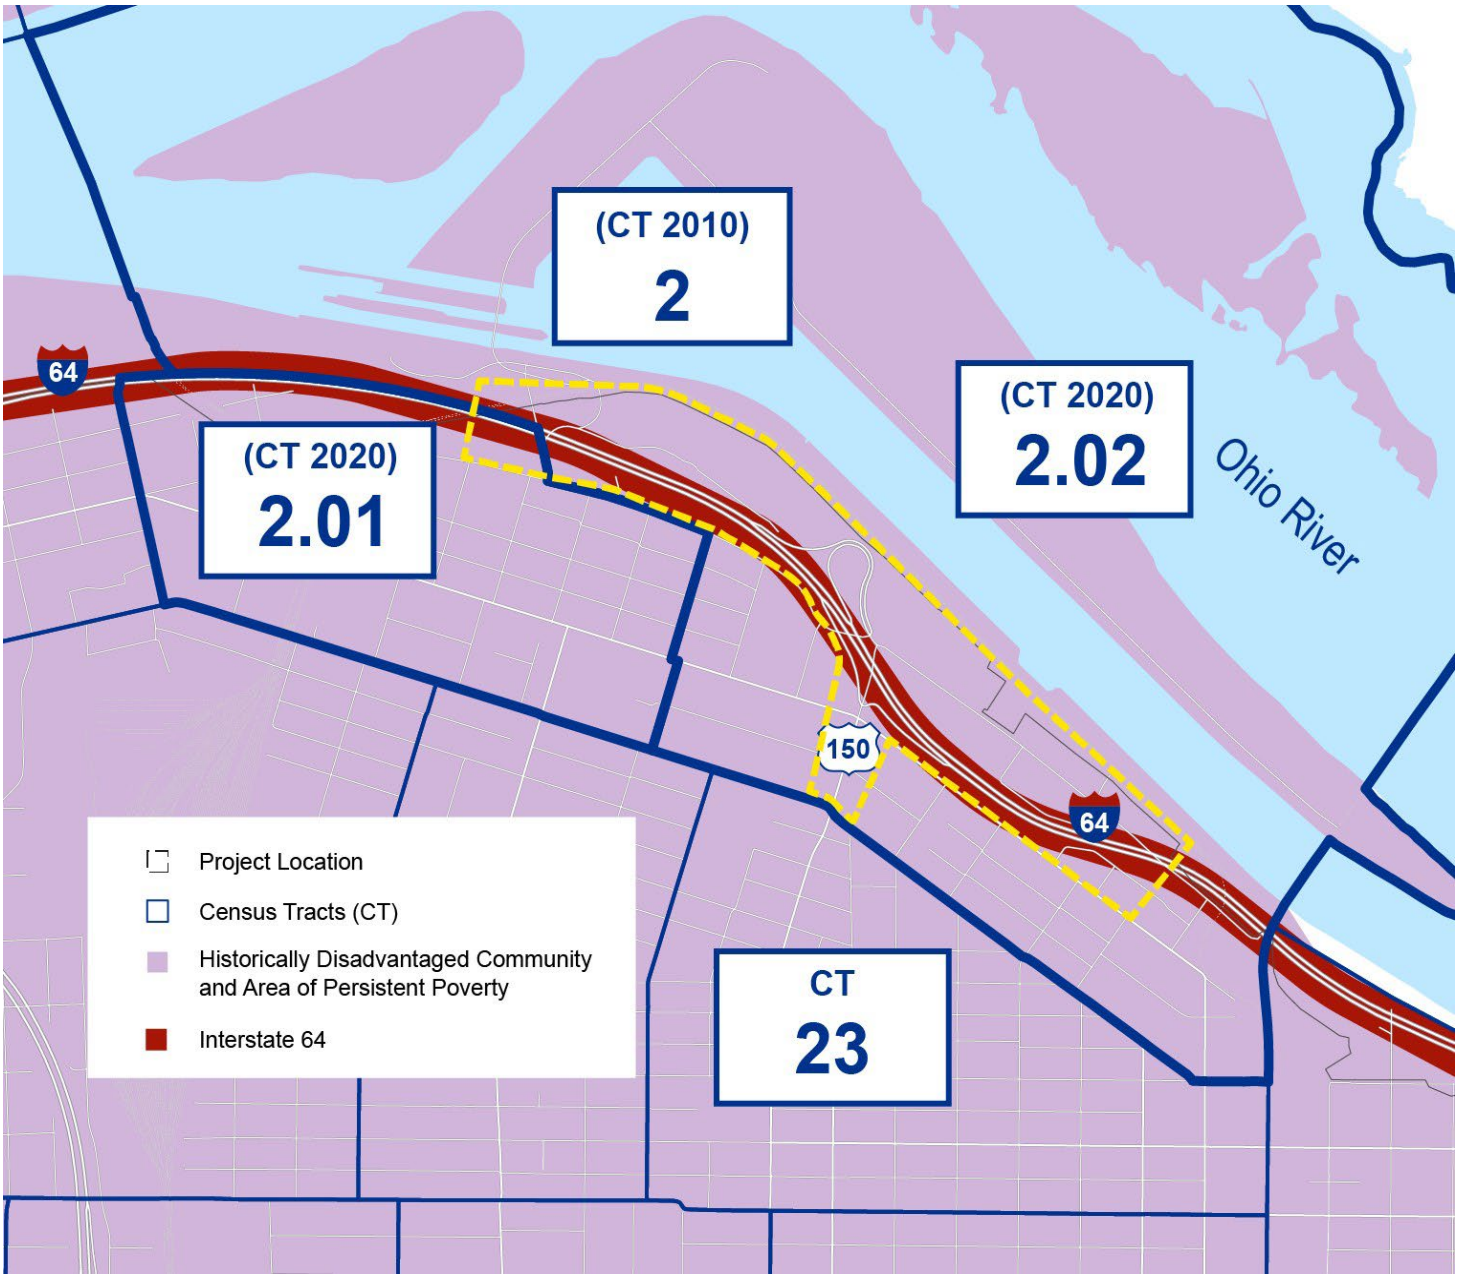 (CT 2010)
2
64
(CT 2020)
2.02
(CT 2020)
2.01
Ohio River
150
64
Project Location
Census Tracts (CT)
Historically Disadvantaged Community
and Area of Persistent Poverty
Interstate 64
CT
23